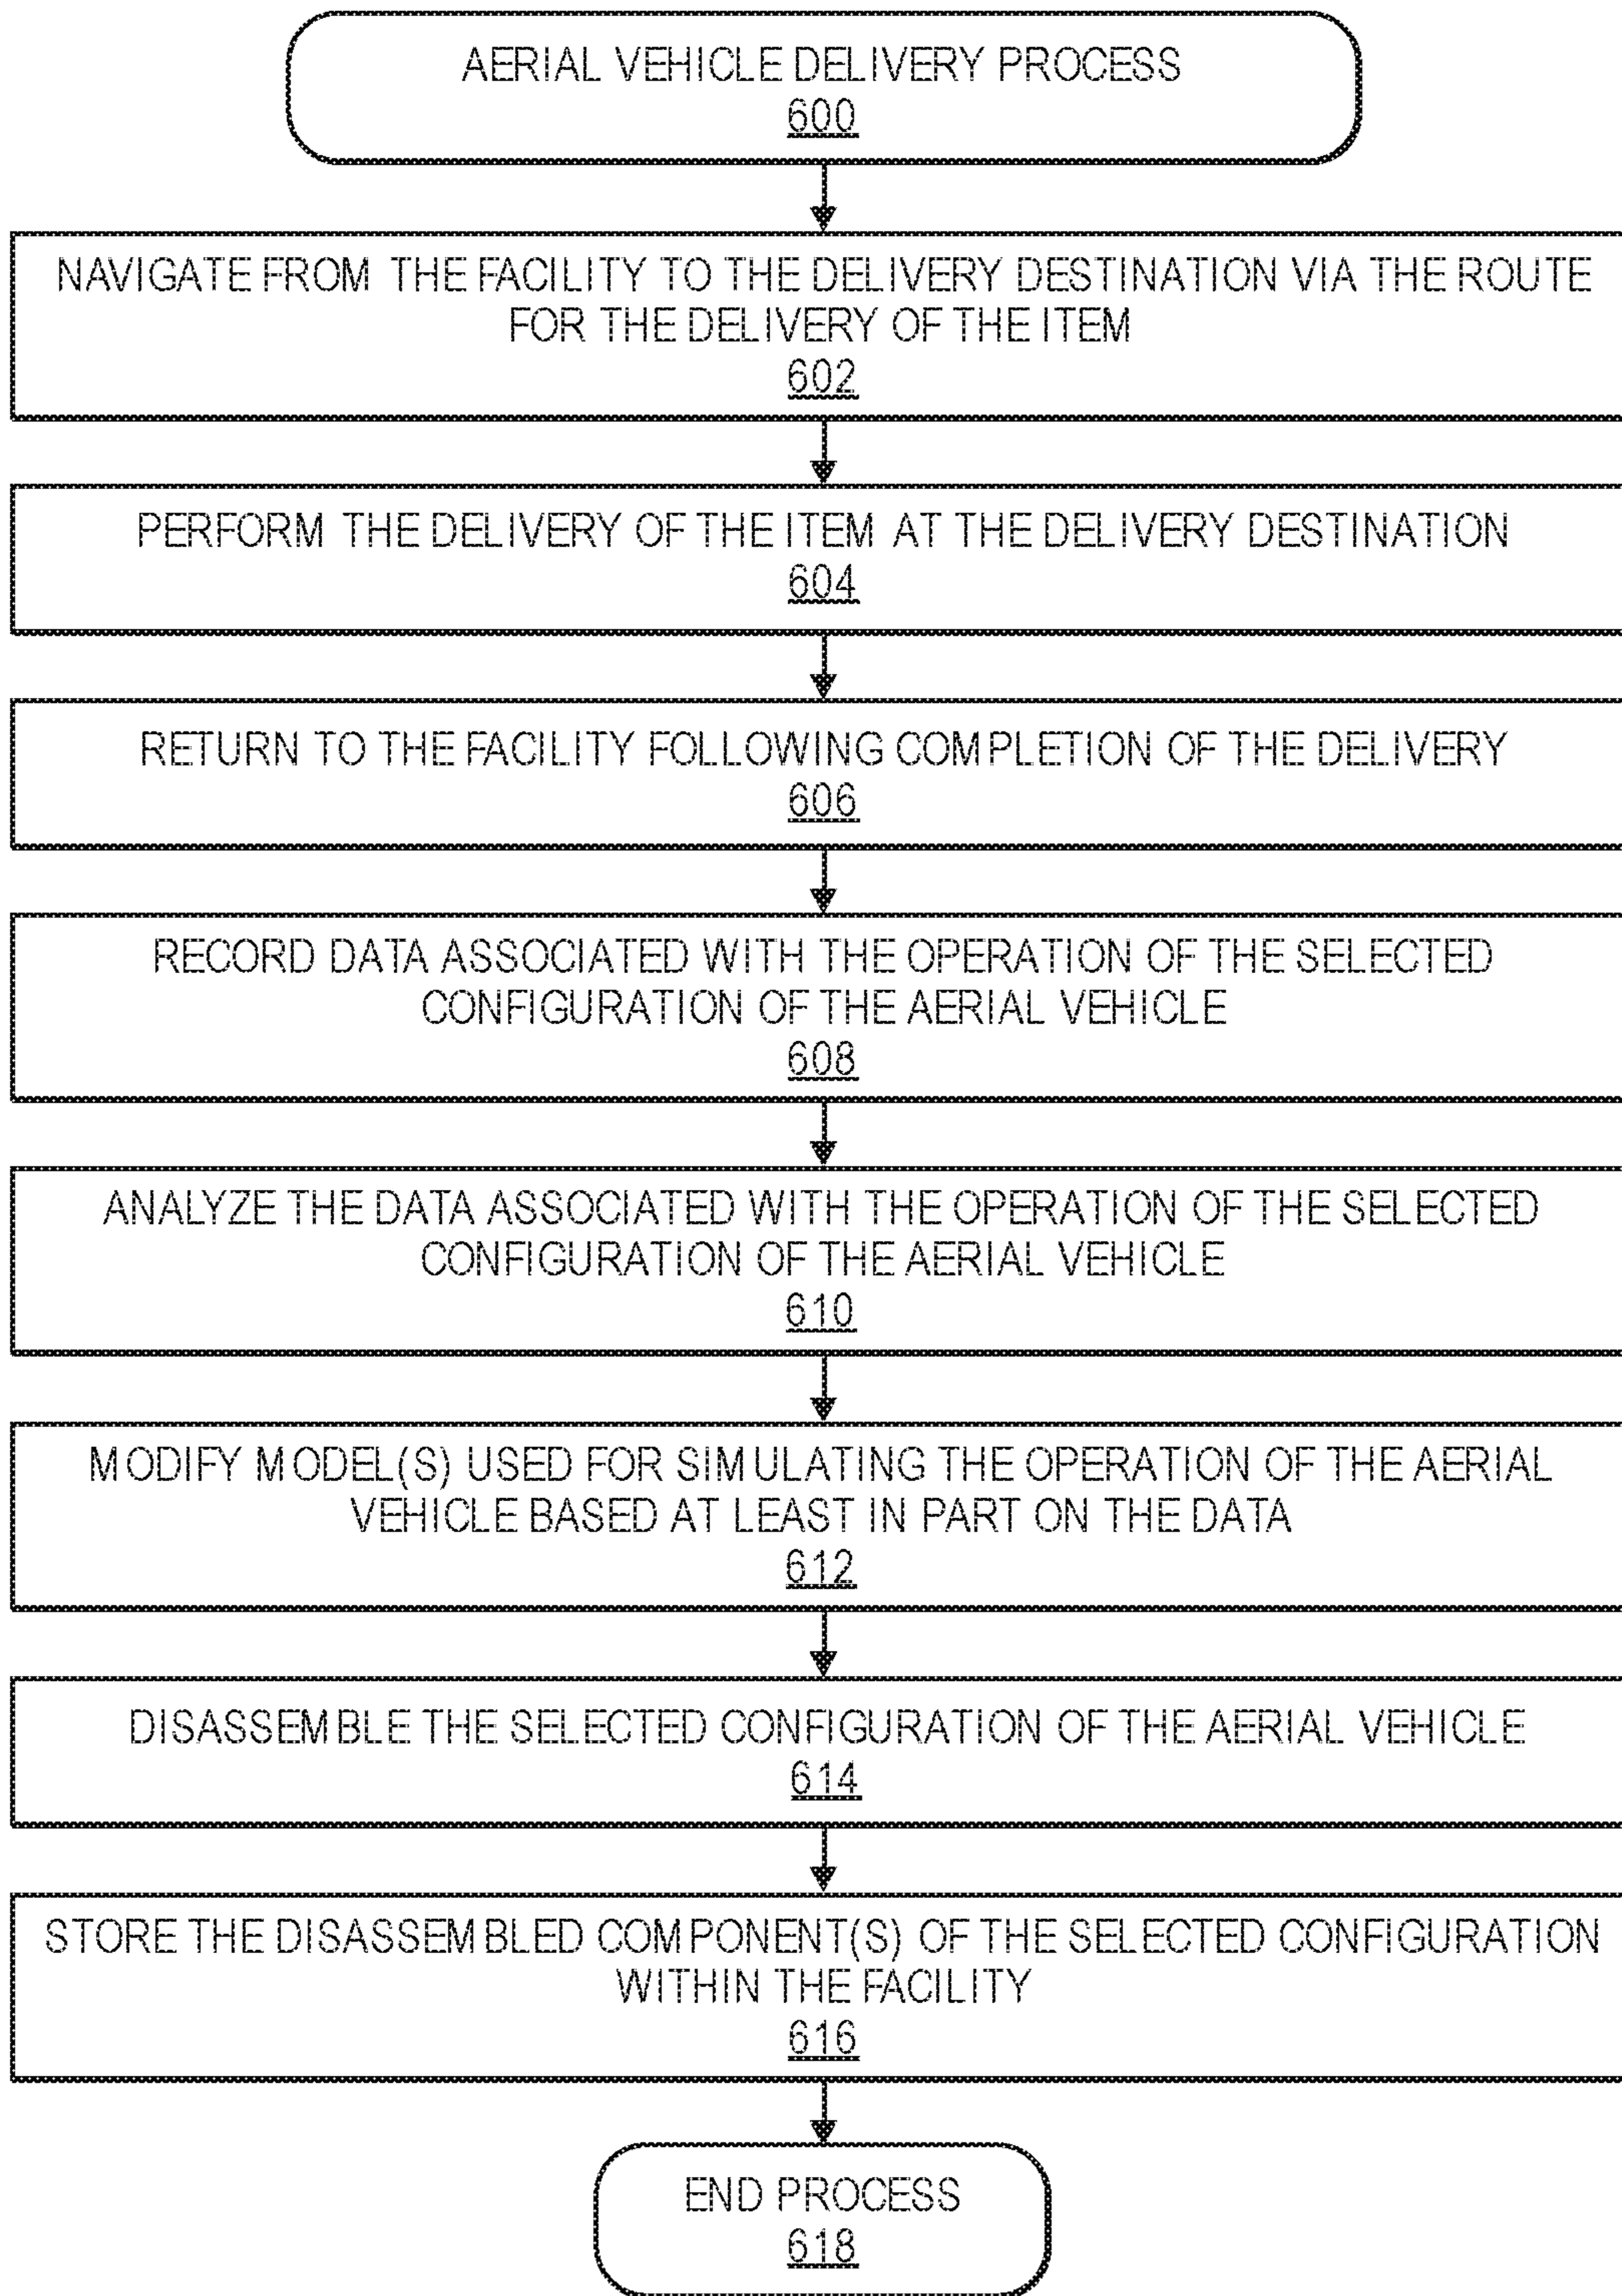 AERIAL VEHICLE DELIVERY PROCESS
600
NAVIGATE FROM THE FACILITY TO THE DELIVERY DESTINATION VIA THE ROUTE
FOR THE DELIVERY OF THE ITEM
602
PERFORM THE DELIVERY OF THE ITEM AT THE DELIVERY DESTINATION
604
RETURN TO THE FACILITY FOLLOWING COMPLETION OF THE DELIVERY
606
RECORD DATA ASSOCIATED WITH THE OPERATION OF THE SELECTED
CONFIGURATION OF THE AERIAL VEHICLE
608
ANALYZE THE DATA ASSOCIATED WITH THE OPERATION OF THE SELECTED
CONFIGURATION OF THE AERIAL VEHICLE
610
MODIFY MODEL(S) USED FOR SIMULATING THE OPERATION OF THE AERIAL
VEHICLE BASED AT LEAST IN PART ON THE DATA
612
DISASSEMBLE THE SELECTED CONFIGURATION OF THE AERIAL VEHICLE
614
STORE THE DISASSEMBLED COMPONENT(S) OF THE SELECTED CONFIGURATION
WITHIN THE FACILITY
616
END PROCESS
618